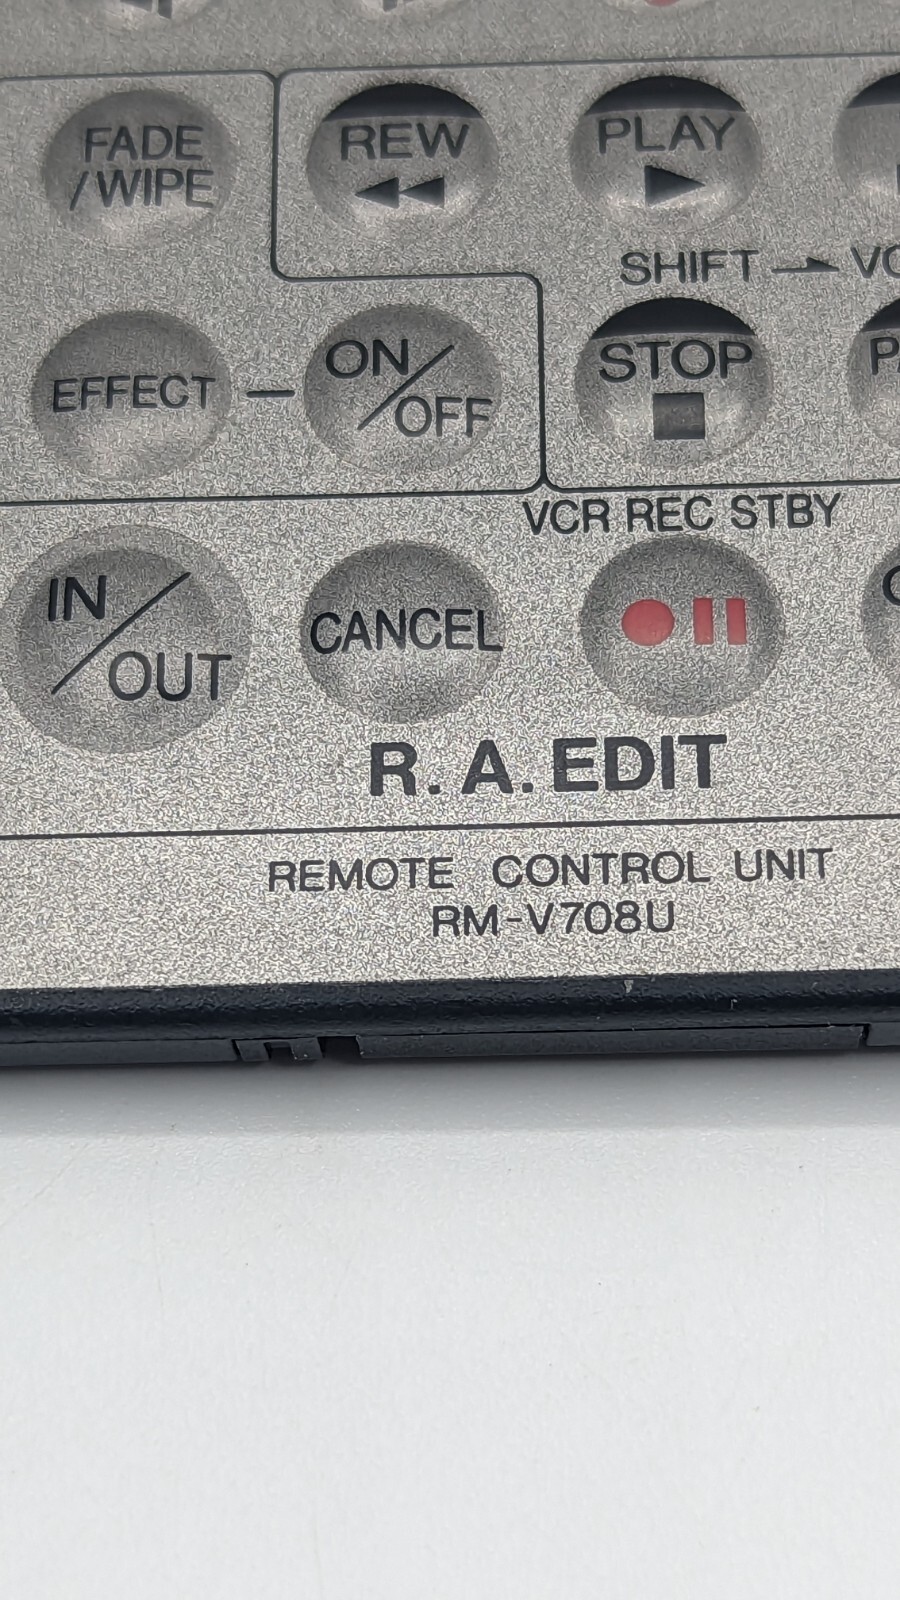 FADE
/WIPE
REW
PLAY
SHIFT
EFFECT
ON/OFF
STOP
VCR REC STBY
IN/OUT
CANCEL
R. A. EDIT
REMOTE CONTROL UNIT
RM-V708U